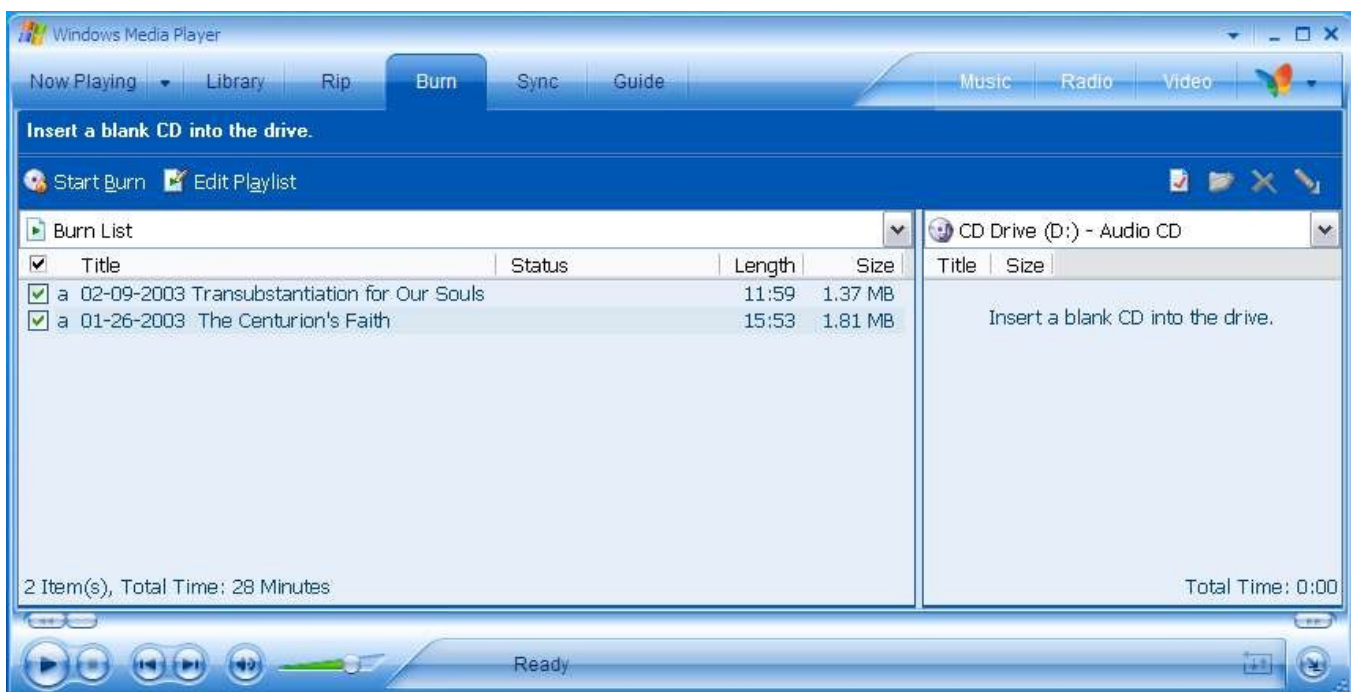 Windows Media Player
Now Playing Library Rip Burn Sync Guide Music Radio Video
Insert a blank CD into the drive.
Start Burn Edit Playlist
Burn List CD Drive (D:) - Audio CD
Title Status Length Size Title Size
a 02-09-2003 Transubstantiation for Our Souls 11:59 1.37 MB
Insert a blank CD into the drive.
a 01-26-2003 The Centurion's Faith 15:53 1.81 MB
2 Item(s), Total Time: 28 Minutes Total Time: 0:00
Ready